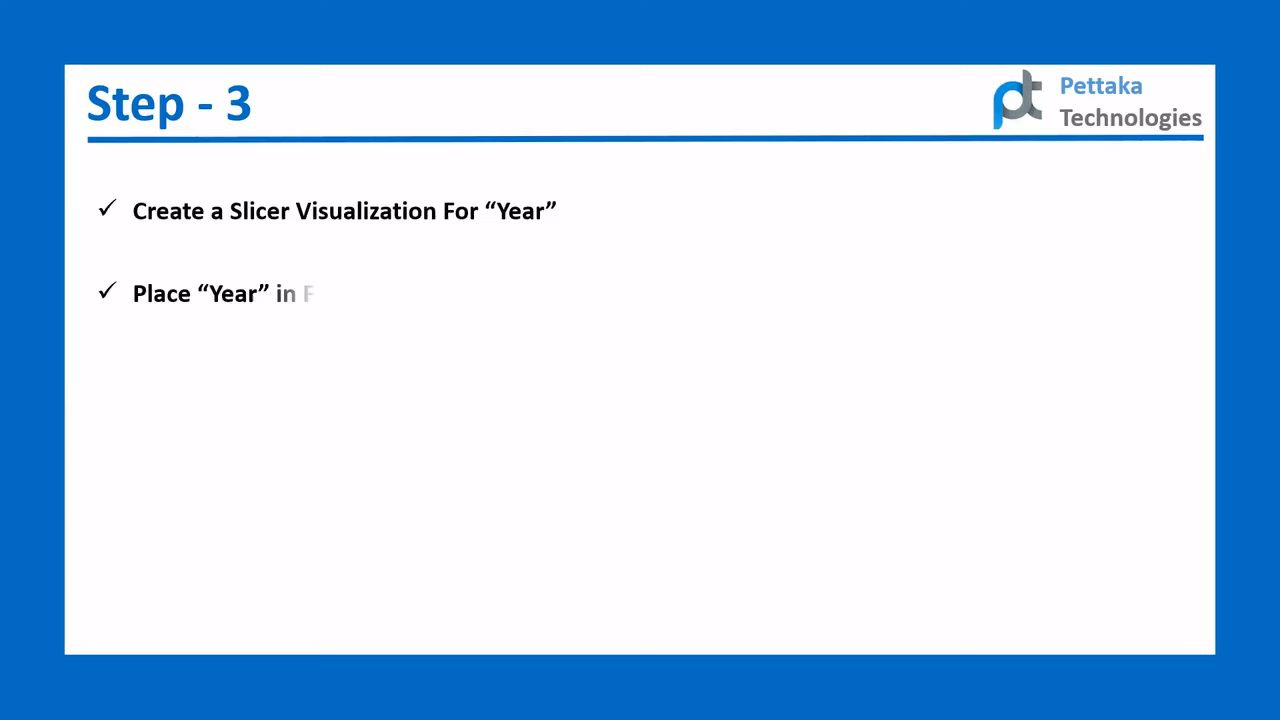 Step - 3
Pettaka
Technologies
✓ Create a Slicer Visualization For “Year”
✓ Place “Year” in